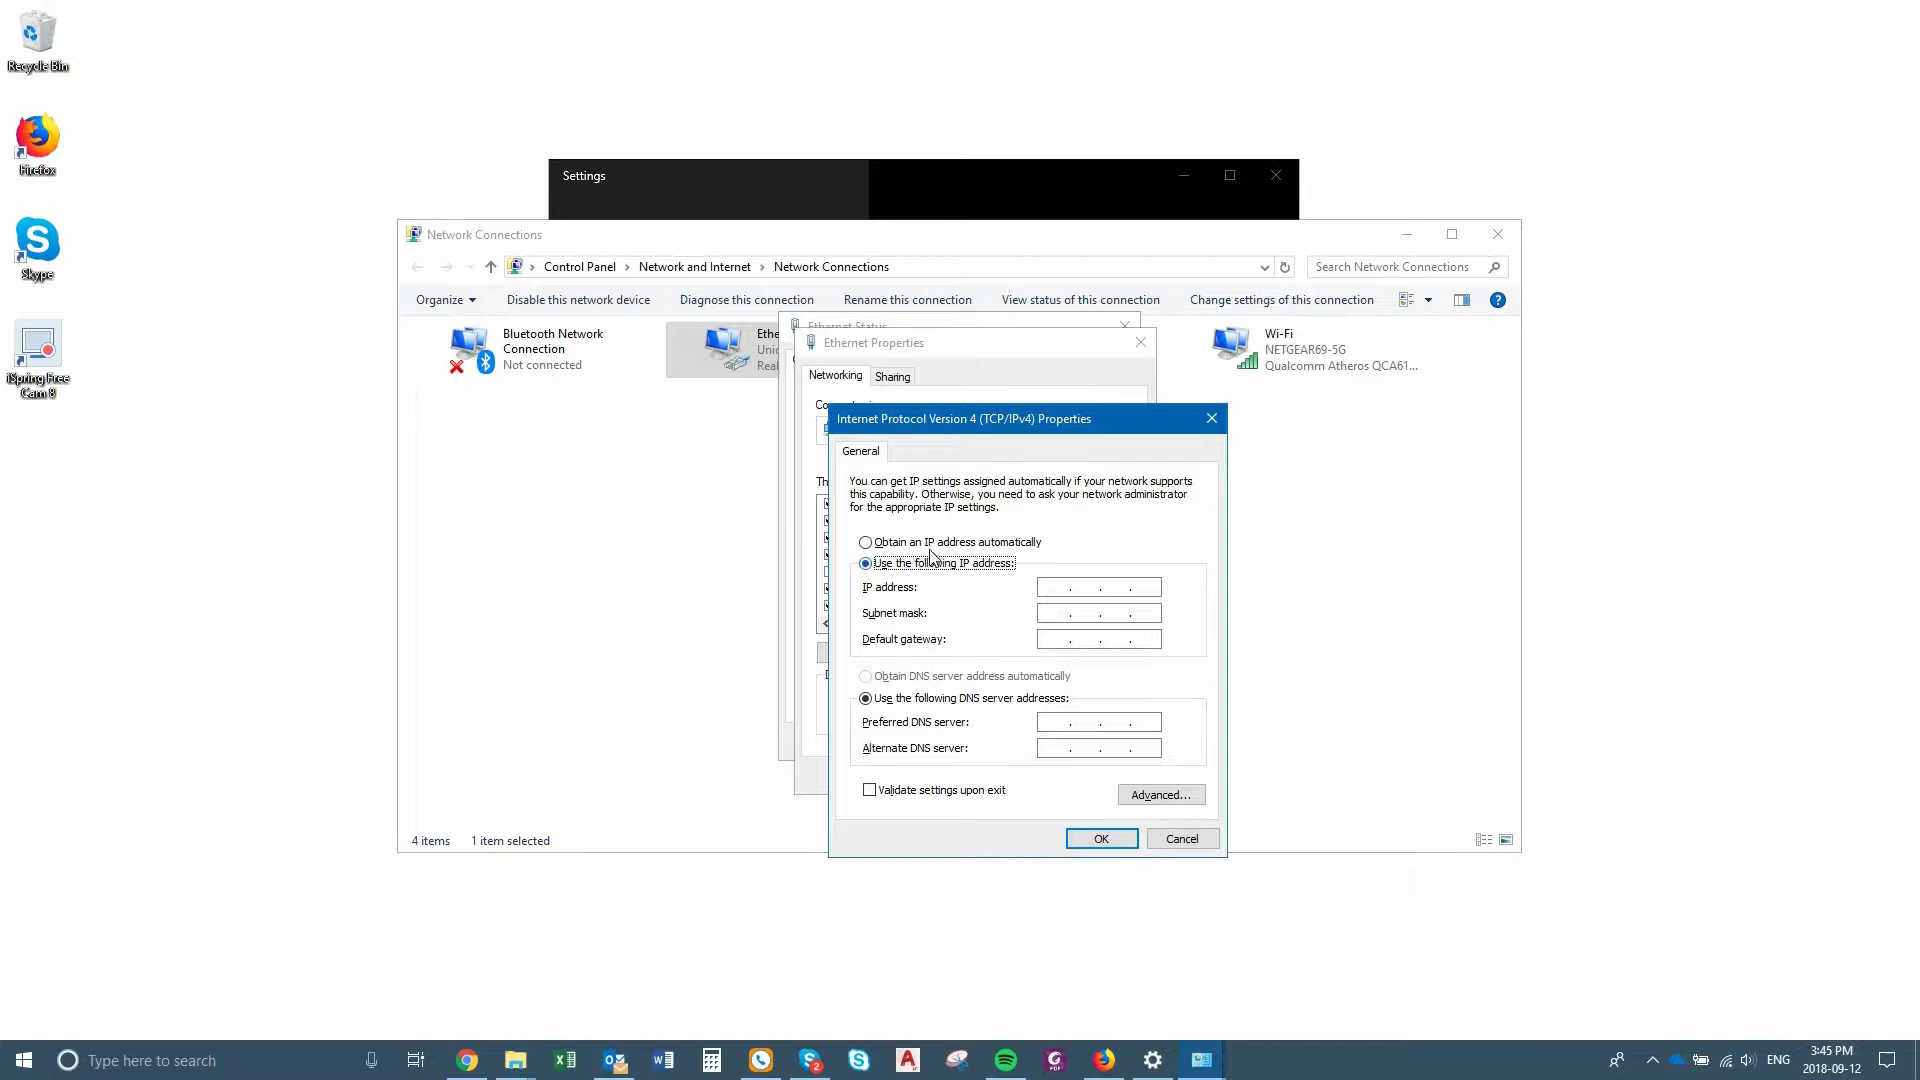 Recycle Bin
Firefox
Skype
iSpring Free
Cam 8
Settings
Network Connections
Control Panel
Network and Internet
Network Connections
Search Network Connections
Organize
Disable this network device
Diagnose this connection
Rename this connection
View status of this connection
Change settings of this connection
Bluetooth Network
Connection
Not connected
Wi-Fi
NETGEAR69-5G
Qualcomm Atheros QCA61...
Ethernet Status
Ethernet Properties
Networking
Sharing
Internet Protocol Version 4 (TCP/IPv4) Properties
General
You can get IP settings assigned automatically if your network supports
this capability. Otherwise, you need to ask your network administrator
for the appropriate IP settings.
Obtain an IP address automatically
Use the following IP address:
IP address:
Subnet mask:
Default gateway:
Obtain DNS server address automatically
Use the following DNS server addresses:
Preferred DNS server:
Alternate DNS server:
Validate settings upon exit
Advanced...
OK
Cancel
4 items
1 item selected
Type here to search
ENG
3:45 PM
2018-09-12